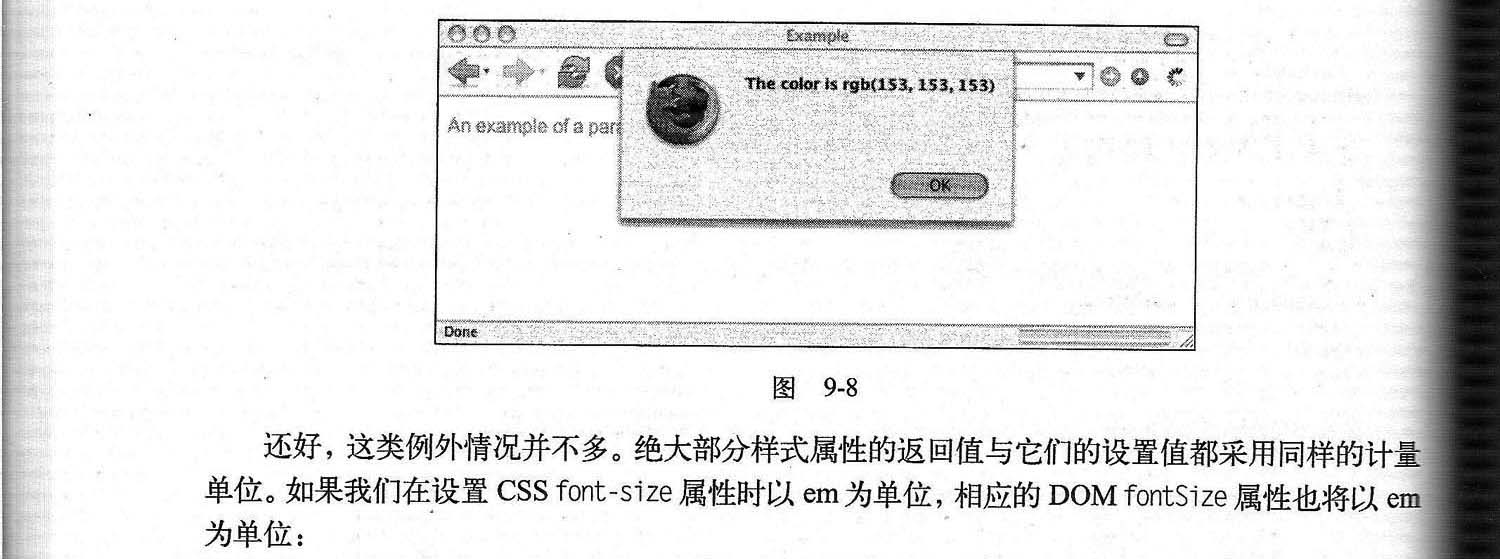 Example
The color is rgb(153, 153, 153)
An example of a para
OK
Done
图 9-8
还好，这类例外情况并不多。绝大部分样式属性的返回值与它们的设置值都采用同样的计量
单位。如果我们在设置 CSS font-size 属性时以 em 为单位，相应的 DOM fontSize 属性也将以 em
为单位：